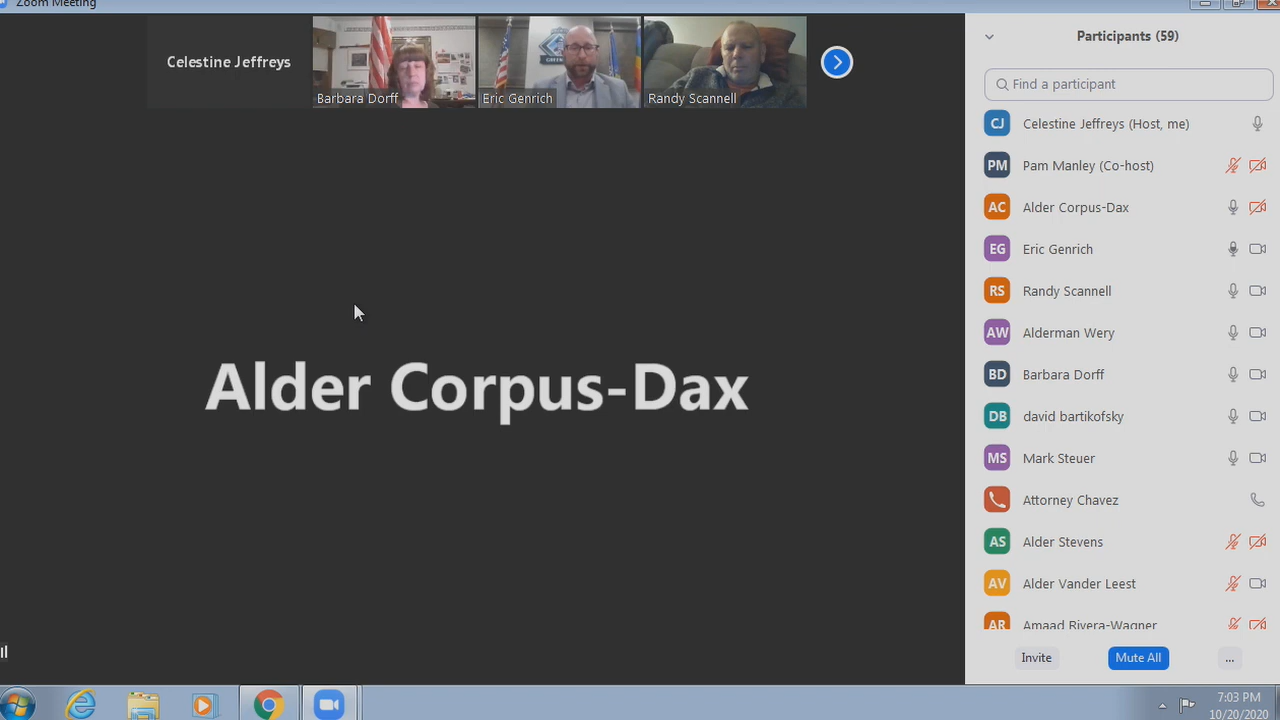 Zoom Meeting
Celestine Jeffreys
Barbara Dorff
Eric Genrich
Randy Scannell
Alder Corpus-Dax
Participants (59)
Find a participant
CJ Celestine Jeffreys (Host, me)
PM Pam Manley (Co-host)
AC Alder Corpus-Dax
EG Eric Genrich
RS Randy Scannell
AW Alderman Wery
BD Barbara Dorff
DB david bartikofsky
MS Mark Steuer
Attorney Chavez
AS Alder Stevens
AV Alder Vander Leest
AR Amaad Rivera-Wagner
Invite
Mute All
...
7:03 PM
10/20/2020